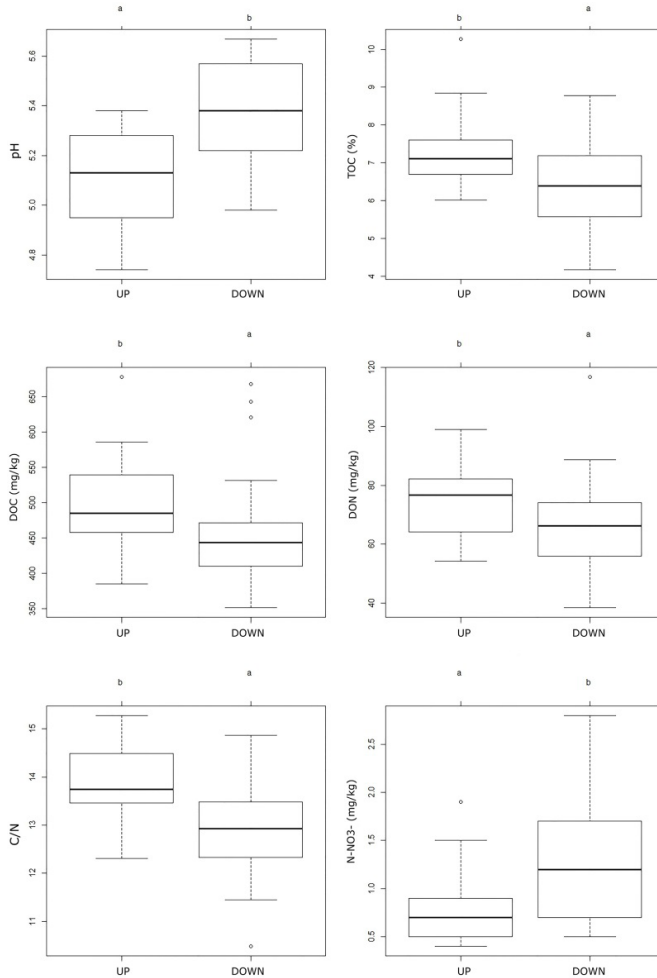 a b
pH
5.6
5.4
5.2
5.0
4.8
UP DOWN
b a
TOC (%)
10
9
8
7
6
5
4
UP DOWN
b a
DOC (mg/kg)
650
600
550
500
450
400
350
UP DOWN
b a
DON (mg/kg)
120
100
80
60
40
UP DOWN
b a
C/N
15
14
13
12
11
UP DOWN
a b
N-NO3- (mg/kg)
2.5
2.0
1.5
1.0
0.5
UP DOWN